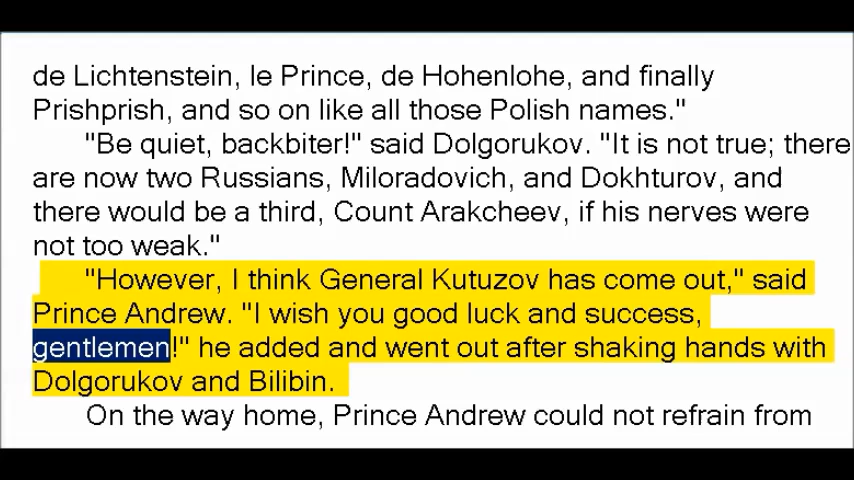 de Lichtenstein, le Prince, de Hohenlohe, and finally
Prishprish, and so on like all those Polish names."
"Be quiet, backbiter!" said Dolgorukov. "It is not true; there
are now two Russians, Miloradovich, and Dokhturov, and
there would be a third, Count Arakcheev, if his nerves were
not too weak."
"However, I think General Kutuzov has come out," said
Prince Andrew. "I wish you good luck and success,
gentlemen!" he added and went out after shaking hands with
Dolgorukov and Bilibin.
On the way home, Prince Andrew could not refrain from